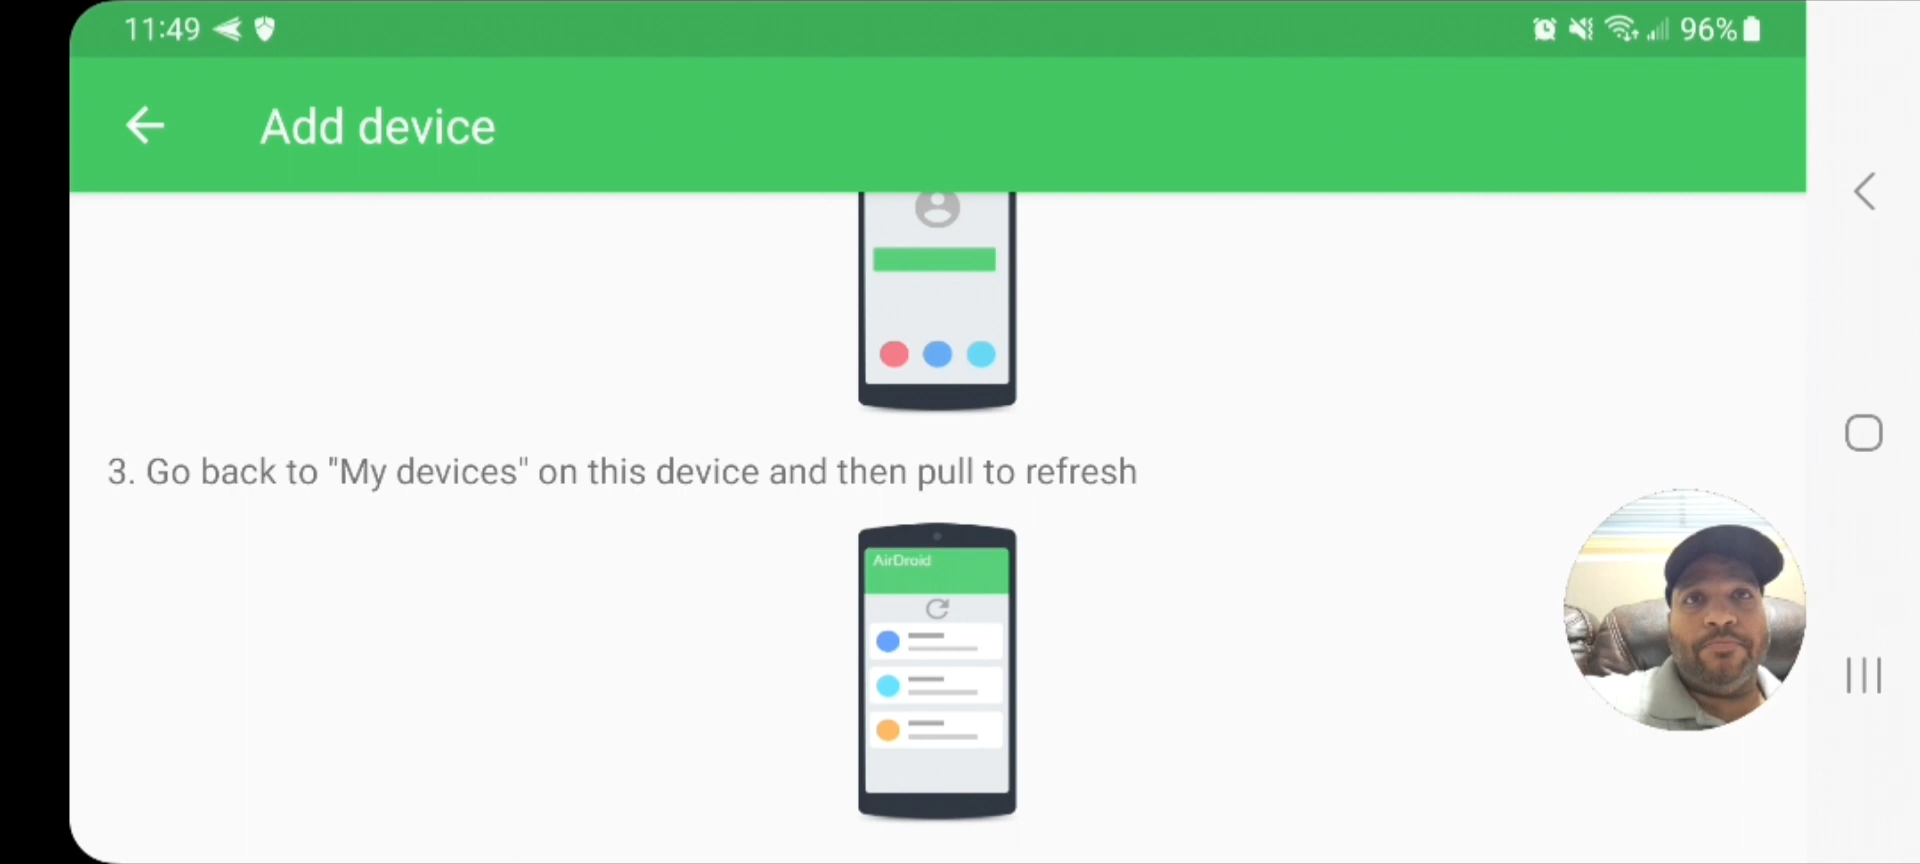 11:49
96%
Add device
3. Go back to "My devices" on this device and then pull to refresh
AirDroid